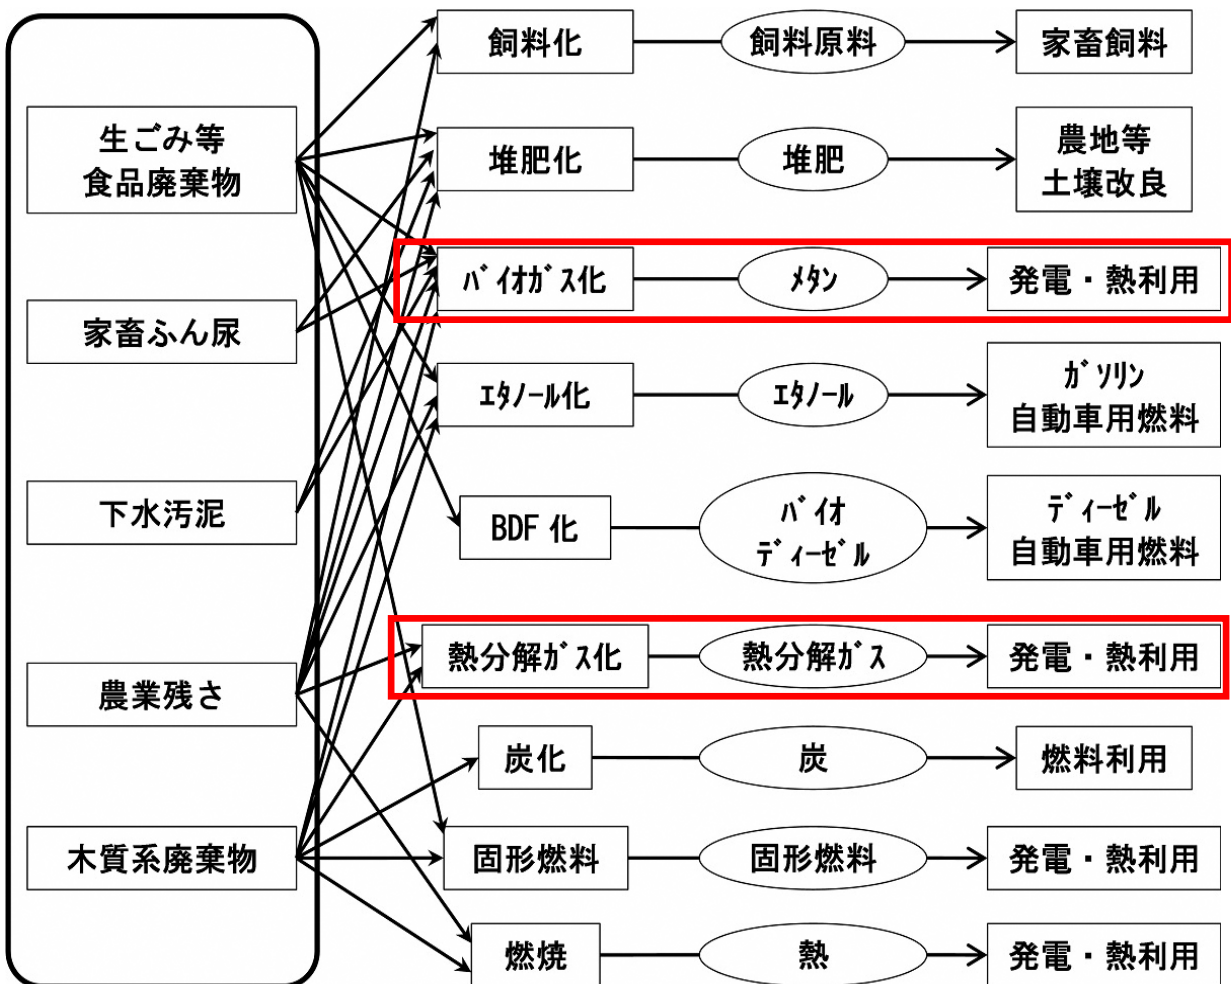 生ごみ等
食品廃棄物
家畜ふん尿
下水汚泥
農業残さ
木質系廃棄物
飼料化
飼料原料
家畜飼料
堆肥化
堆肥
農地等
土壌改良
ﾊﾞｲｵｶﾞｽ化
ﾒﾀﾝ
発電・熱利用
ｴﾀﾉｰﾙ化
ｴﾀﾉｰﾙ
ｶﾞｿﾘﾝ
自動車用燃料
BDF化
ﾊﾞｲｵ
ﾃﾞｨｰｾﾞﾙ
ﾃﾞｨｰｾﾞﾙ
自動車用燃料
熱分解ｶﾞｽ化
熱分解ｶﾞｽ
発電・熱利用
炭化
炭
燃料利用
固形燃料
固形燃料
発電・熱利用
燃焼
熱
発電・熱利用